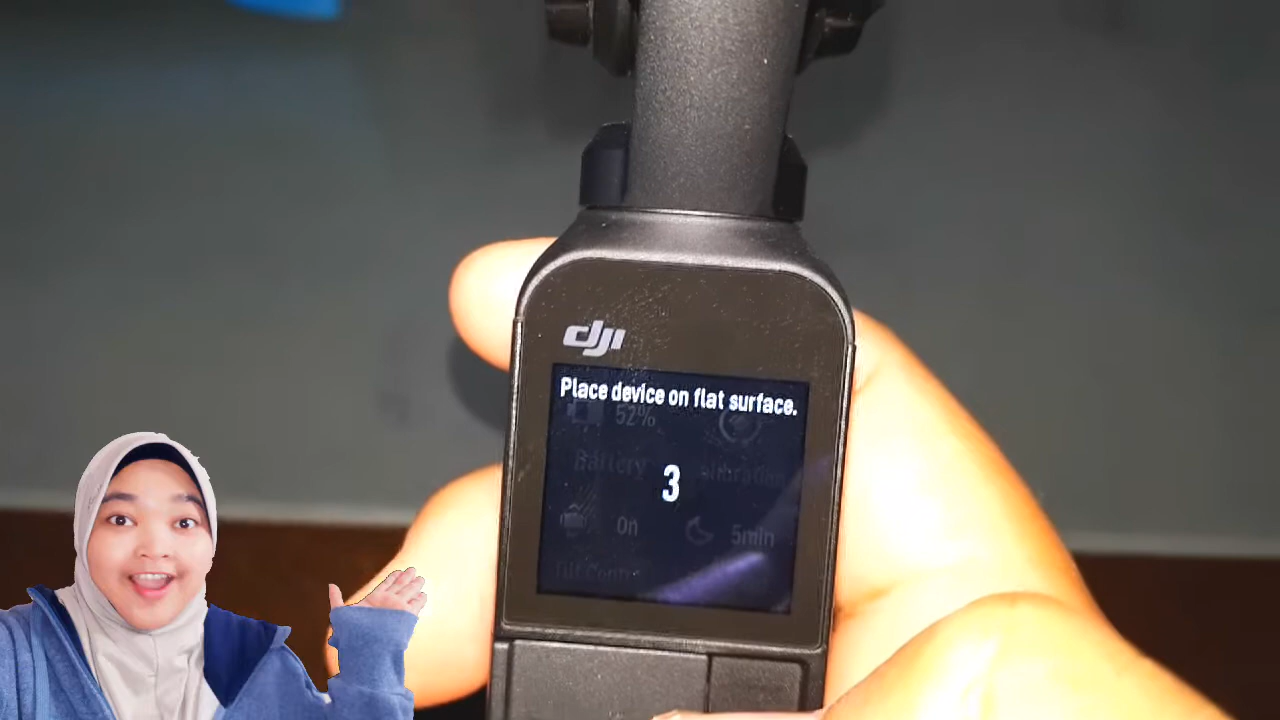 dji
Place device on flat surface.
52%
Battery
3
On
5min